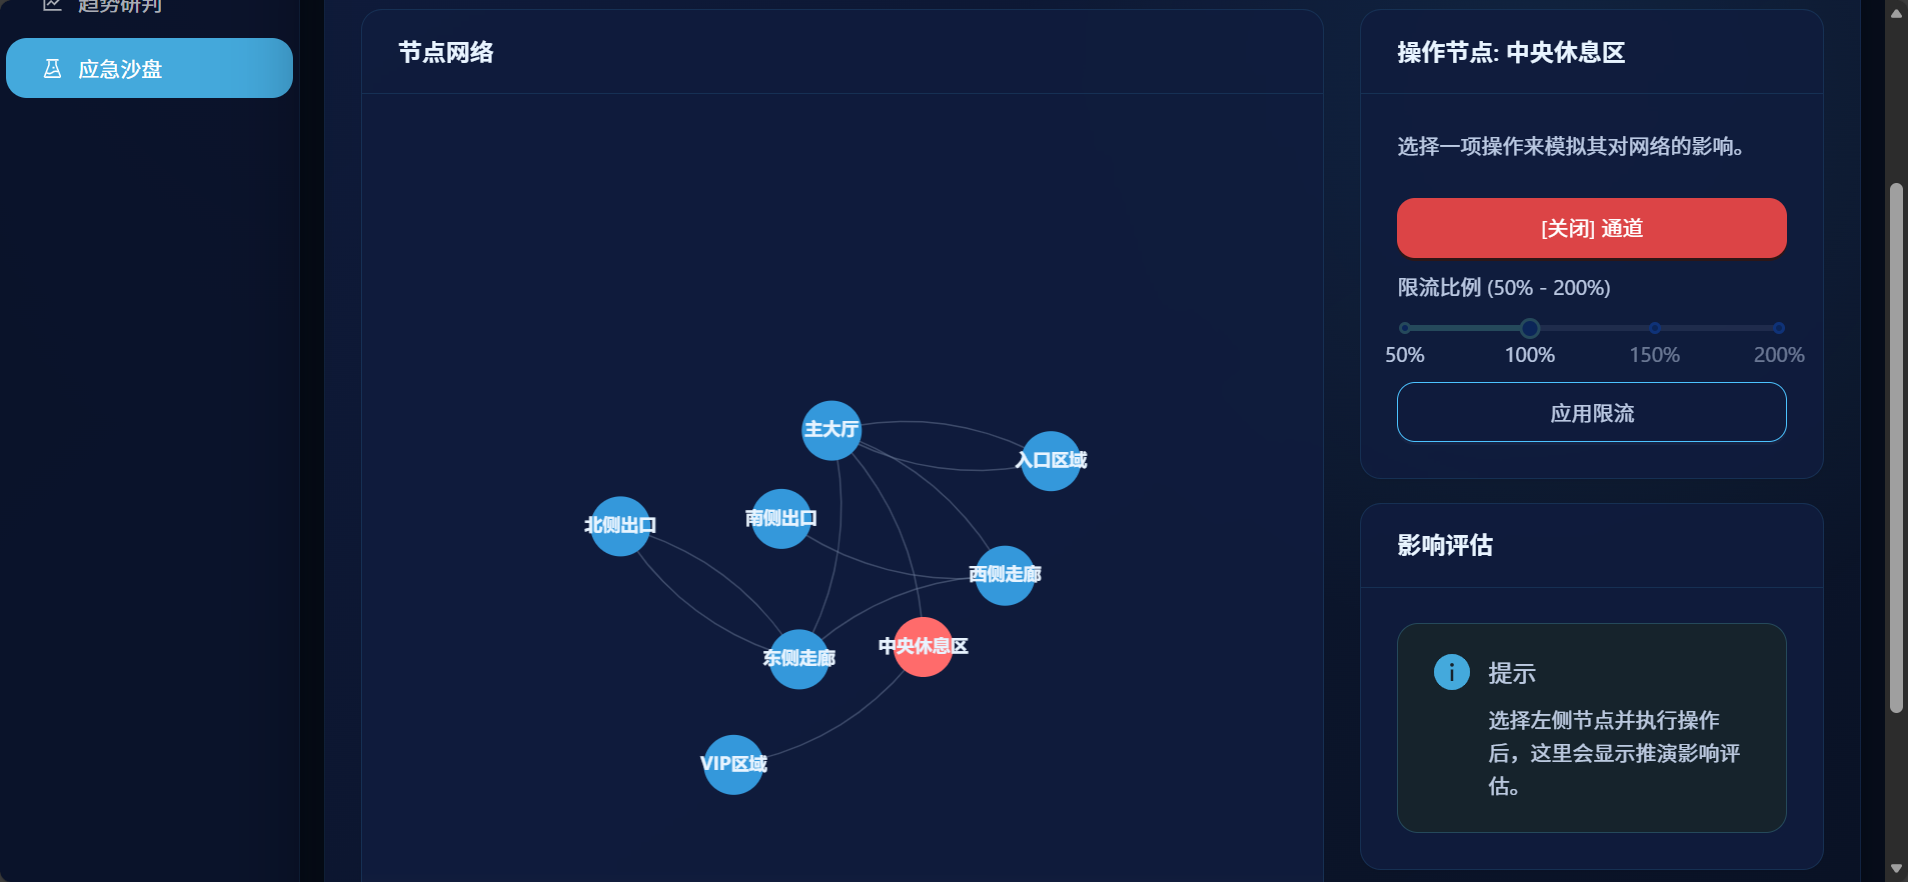 趋势研判
应急沙盘
节点网络
主大厅
入口区域
北侧出口
南侧出口
西侧走廊
中央休息区
东侧走廊
VIP区域
操作节点: 中央休息区
选择一项操作来模拟其对网络的影响。
[关闭] 通道
限流比例 (50% - 200%)
50% 100% 150% 200%
应用限流
影响评估
提示
选择左侧节点并执行操作
后，这里会显示推演影响评
估。